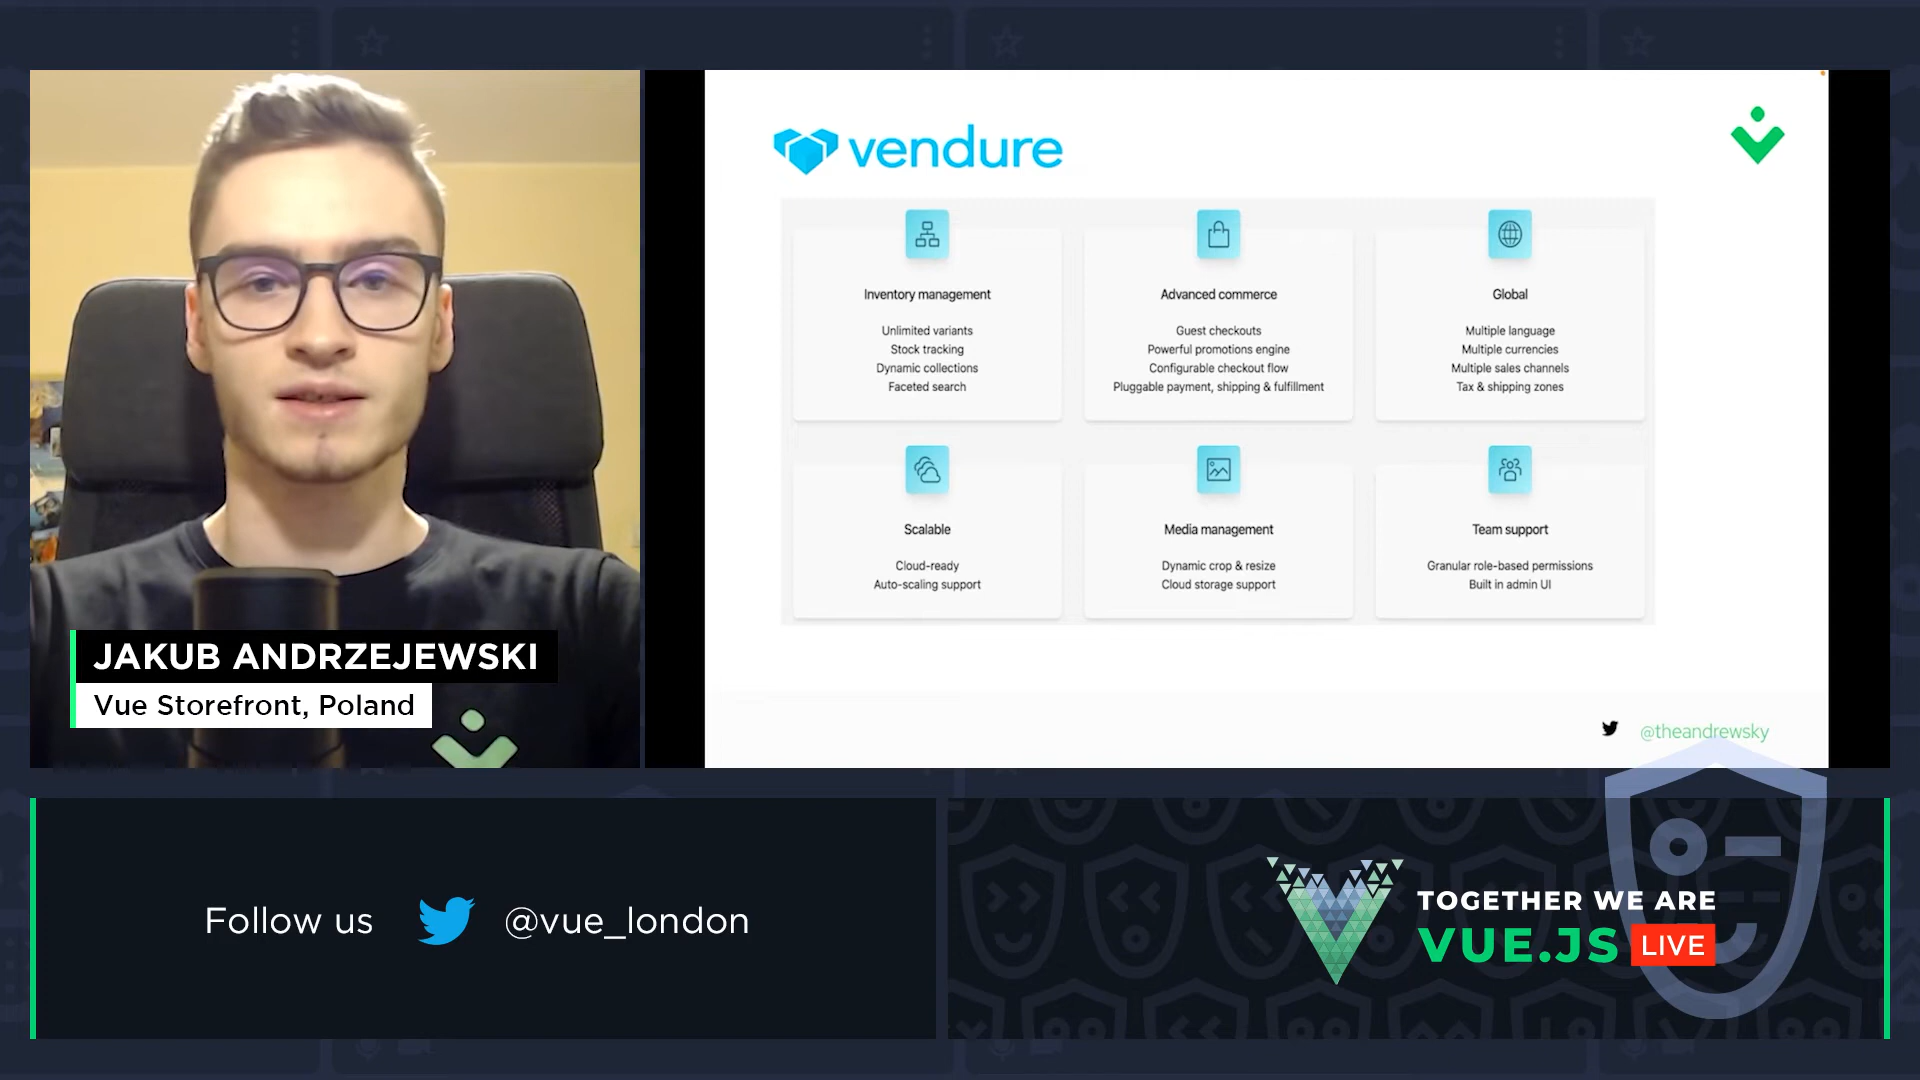 vendure
Inventory management
Unlimited variants
Stock tracking
Dynamic collections
Faceted search
Advanced commerce
Guest checkouts
Powerful promotions engine
Configurable checkout flow
Pluggable payment, shipping & fulfillment
Global
Multiple language
Multiple currencies
Multiple sales channels
Tax & shipping zones
Scalable
Cloud-ready
Auto-scaling support
Media management
Dynamic crop & resize
Cloud storage support
Team support
Granular role-based permissions
Built in admin UI
@theandrewsky
JAKUB ANDRZEJEWSKI
Vue Storefront, Poland
Follow us @vue_london
TOGETHER WE ARE
VUE.JS LIVE